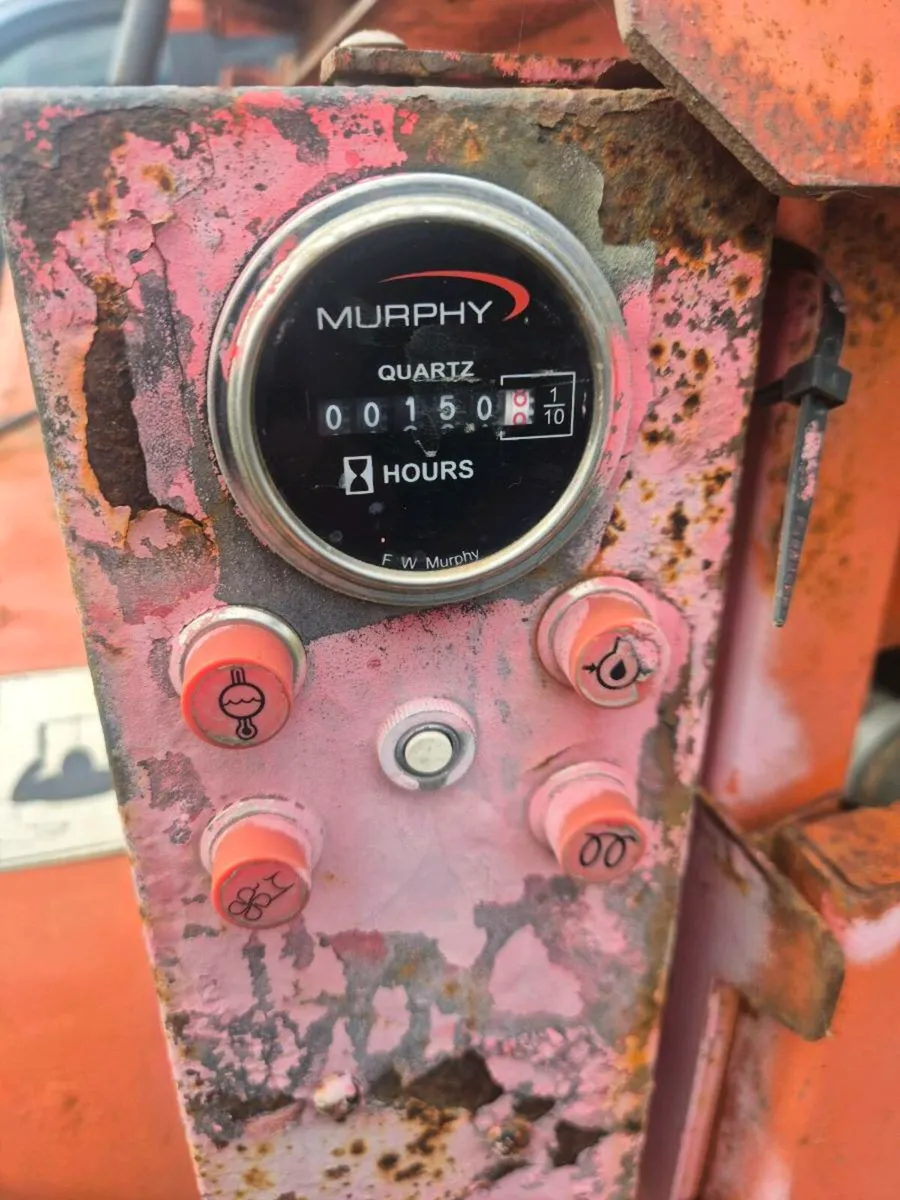 MURPHY
QUARTZ
00150 1/10
HOURS
F W Murphy